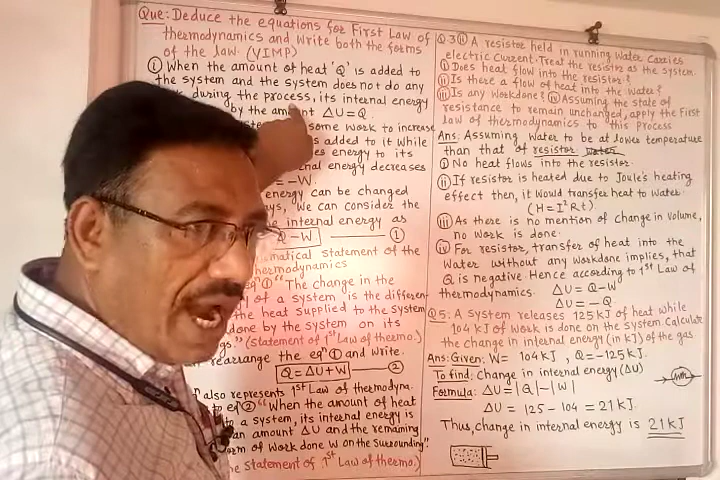 Que: Deduce the equations for First Law of
thermodynamics and Write both the forms
of the law. (VIMP)
(i) When the amount of heat 'Q' is added to
the system and the system does not do any
during the process, its internal energy
by the amount ΔU = Q.
some work to increase
is added to it while
energy to its
internal energy decreases
= -W.
energy can be changed
we can consider the
internal energy as
Q-W ——— (1)
mathematical statement of the
thermodynamics
"The change in the
of a system is the differen-
the heat supplied to the system
done by the system on its
(Statement of 1st Law of thermo.)
rearrange the eqn (1) and write.
Q = ΔU + W ——— (2)
also represents 1st Law of thermodyna.
to eqn (2) "When the amount of heat
to a system, its internal energy is
an amount ΔU and the remaining
form of work done W on the Surrounding"
Statement of 1st Law of thermo.)
Q.3 (ii) A resistor held in running water carries
electric current. Treat the resistor as the system.
(i) Does heat flow into the resistor?
(ii) Is there a flow of heat into the water?
(iii) Is any work done? (iv) Assuming the state of
resistance to remain unchanged, apply the First
law of thermodynamics to this process
Ans: Assuming water to be at lower temperature
than that of resistor.
(i) No heat flows into the resistor.
(ii) If resistor is heated due to Joule's heating
effect then, it would transfer heat to water.
(H = I²Rt)
(iii) As there is no mention of change in volume,
no work is done.
(iv) For resistor, transfer of heat into the
water without any workdone implies, that
Q is negative. Hence according to 1st Law of
thermodynamics. ΔU = Q - W
ΔU = -Q.
Q.5: A system releases 125 kJ of heat while
104 kJ of work is done on the system. Calculate
the change in internal energy (in kJ) of the gas
Ans: Given: W = 104 kJ, Q = -125 kJ.
To find: change in internal energy (ΔU)
Formula: ΔU = |Q| - |W|
ΔU = 125 - 104 = 21 kJ.
Thus, change in internal energy is 21 kJ